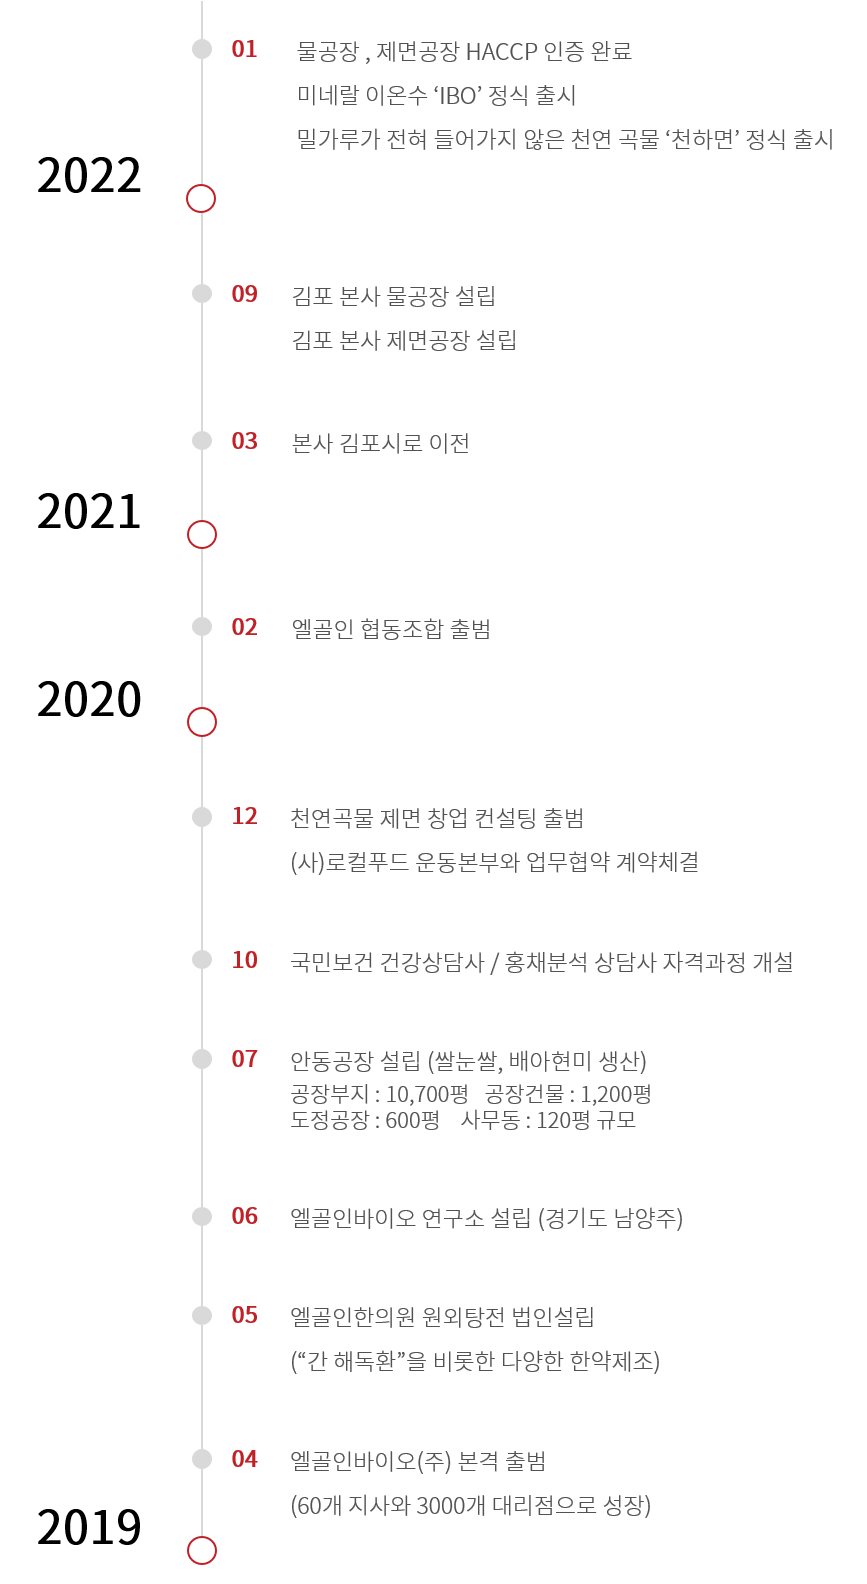 01 물공장 , 제면공장 HACCP 인증 완료
미네랄 이온수 ‘IBO’ 정식 출시
밀가루가 전혀 들어가지 않은 천연 곡물 ‘천하면’ 정식 출시
2022
09 김포 본사 물공장 설립
김포 본사 제면공장 설립
03 본사 김포시로 이전
2021
02 엘골인 협동조합 출범
2020
12 천연곡물 제면 창업 컨설팅 출범
(사)로컬푸드 운동본부와 업무협약 계약체결
10 국민보건 건강상담사 / 홍채분석 상담사 자격과정 개설
07 안동공장 설립 (쌀눈쌀, 배아현미 생산)
공장부지 : 10,700평 공장건물 : 1,200평
도정공장 : 600평 사무동 : 120평 규모
06 엘골인바이오 연구소 설립 (경기도 남양주)
05 엘골인한의원 원외탕전 법인설립
(“간 해독환”을 비롯한 다양한 한약제조)
04 엘골인바이오(주) 본격 출범
(60개 지사와 3000개 대리점으로 성장)
2019